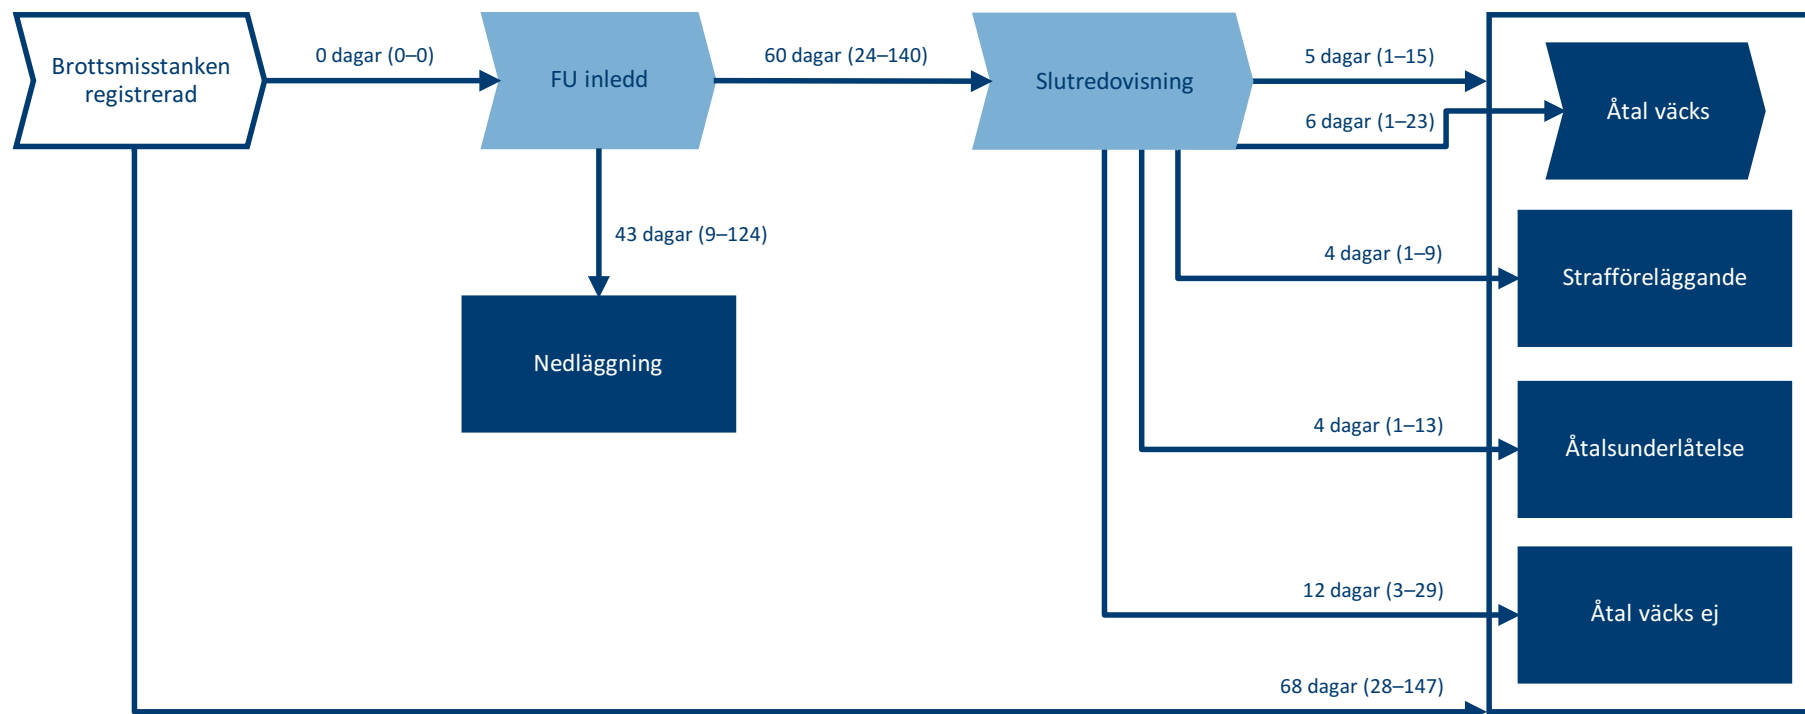 Brottsmisstanken
registrerad
0 dagar (0–0)
FU inledd
60 dagar (24–140)
Slutredovisning
5 dagar (1–15)
6 dagar (1–23)
Åtal väcks
43 dagar (9–124)
4 dagar (1–9)
Strafföreläggande
Nedläggning
4 dagar (1–13)
Åtalsunderlåtelse
12 dagar (3–29)
Åtal väcks ej
68 dagar (28–147)